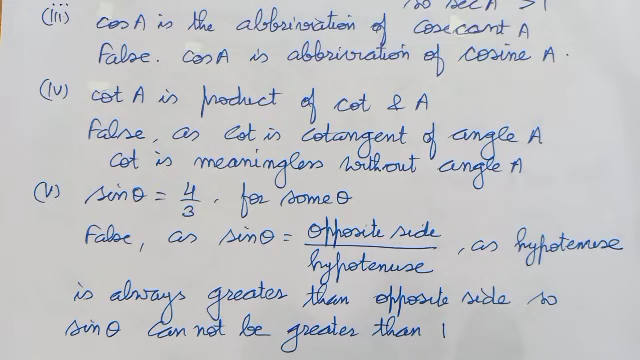 so sec A > 1
(iii) cos A is the abbriviation of cosecant A
False. cos A is abbriviation of cosine A.
(iv) cot A is product of cot & A
False, as cot is cotangent of angle A
cot is meaningless without angle A
(v) sin θ = 4/3, for some θ
False, as sin θ = opposite side / hypotenuse, as hypotenuse
is always greater than opposite side so
sin θ can not be greater than 1